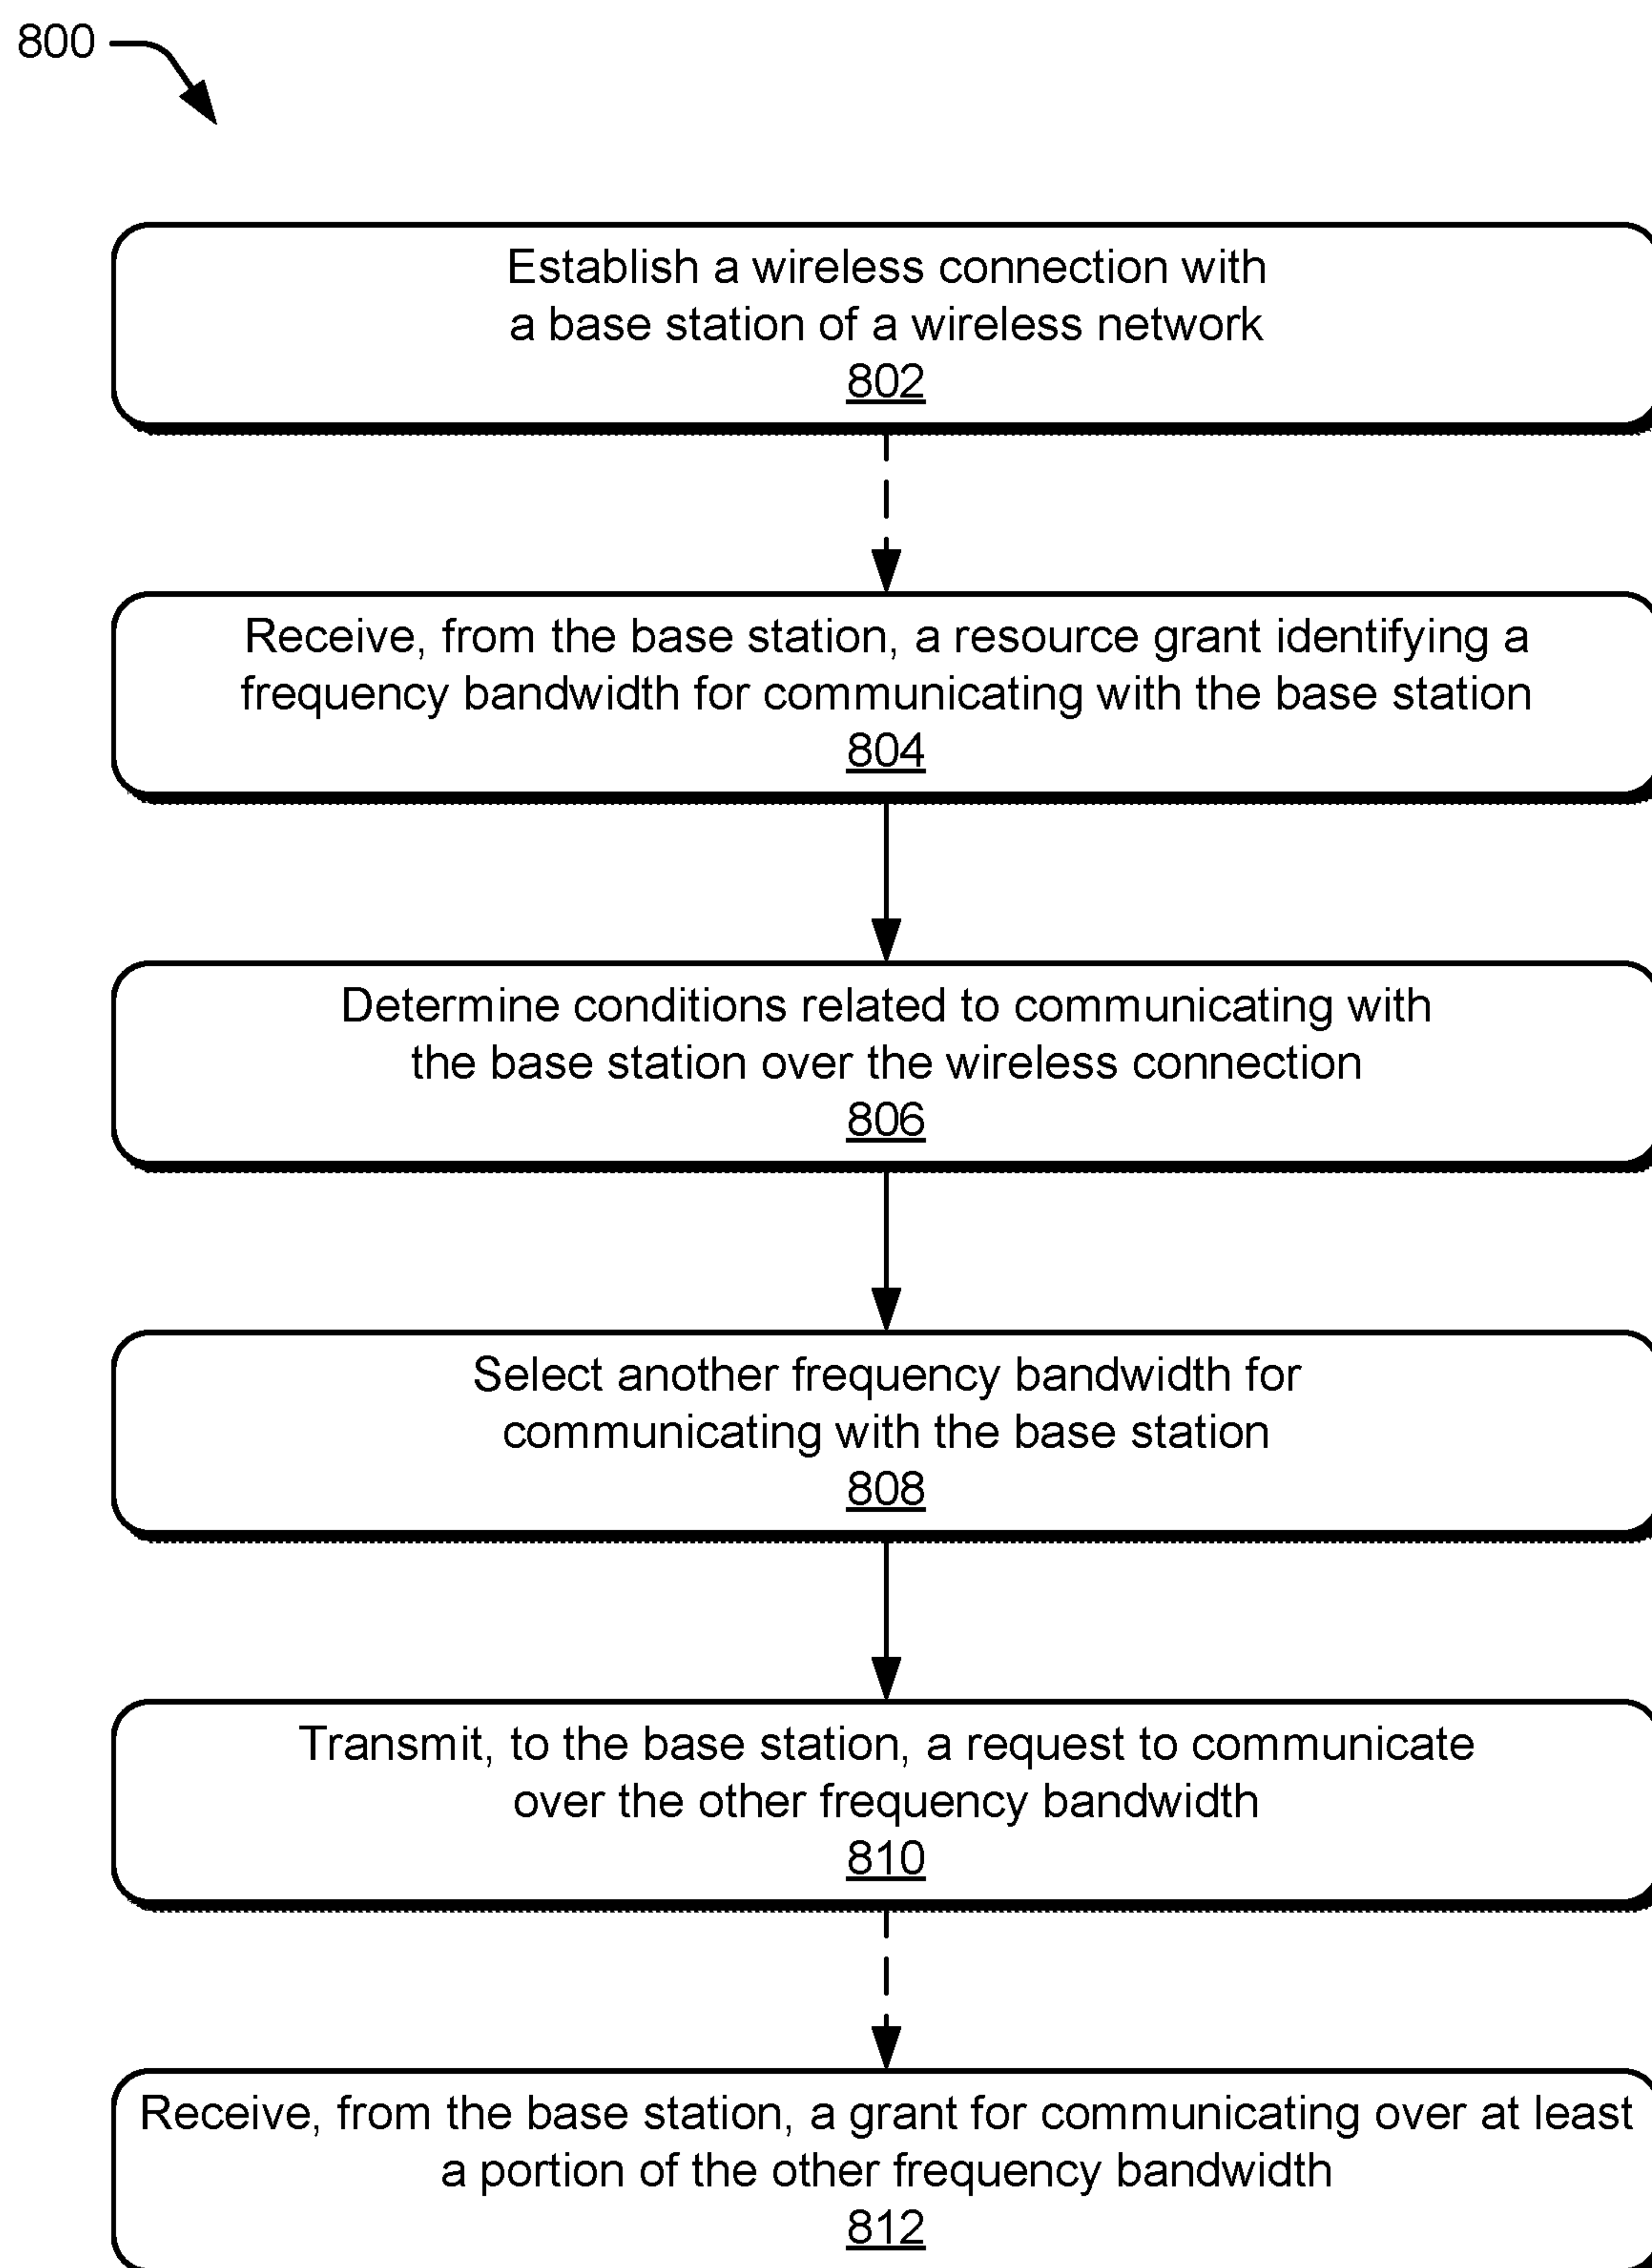 800
Establish a wireless connection with
a base station of a wireless network
802
Receive, from the base station, a resource grant identifying a
frequency bandwidth for communicating with the base station
804
Determine conditions related to communicating with
the base station over the wireless connection
806
Select another frequency bandwidth for
communicating with the base station
808
Transmit, to the base station, a request to communicate
over the other frequency bandwidth
810
Receive, from the base station, a grant for communicating over at least
a portion of the other frequency bandwidth
812